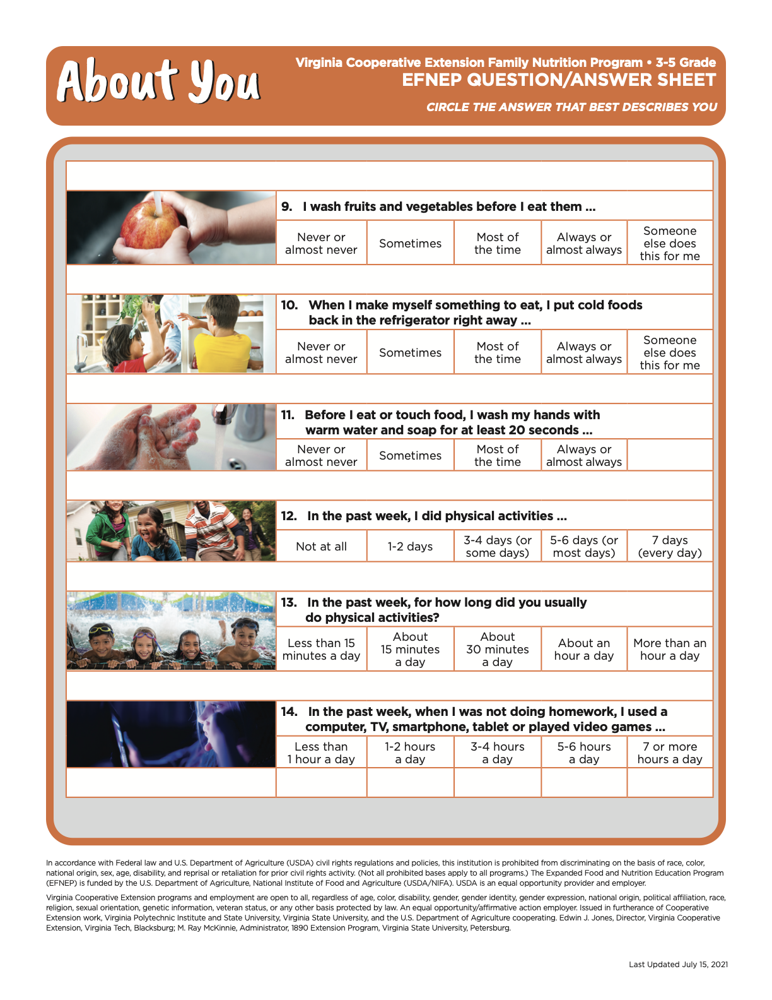 About You
Virginia Cooperative Extension Family Nutrition Program • 3-5 Grade
EFNEP QUESTION/ANSWER SHEET
CIRCLE THE ANSWER THAT BEST DESCRIBES YOU
9. I wash fruits and vegetables before I eat them ...
Never or
almost never
Sometimes
Most of
the time
Always or
almost always
Someone
else does
this for me
10. When I make myself something to eat, I put cold foods
back in the refrigerator right away ...
Never or
almost never
Sometimes
Most of
the time
Always or
almost always
Someone
else does
this for me
11. Before I eat or touch food, I wash my hands with
warm water and soap for at least 20 seconds ...
Never or
almost never
Sometimes
Most of
the time
Always or
almost always
12. In the past week, I did physical activities ...
Not at all
1-2 days
3-4 days (or
some days)
5-6 days (or
most days)
7 days
(every day)
13. In the past week, for how long did you usually
do physical activities?
Less than 15
minutes a day
About
15 minutes
a day
About
30 minutes
a day
About an
hour a day
More than an
hour a day
14. In the past week, when I was not doing homework, I used a
computer, TV, smartphone, tablet or played video games ...
Less than
1 hour a day
1-2 hours
a day
3-4 hours
a day
5-6 hours
a day
7 or more
hours a day
In accordance with Federal law and U.S. Department of Agriculture (USDA) civil rights regulations and policies, this institution is prohibited from discriminating on the basis of race, color,
national origin, sex, age, disability, and reprisal or retaliation for prior civil rights activity. (Not all prohibited bases apply to all programs.) The Expanded Food and Nutrition Education Program
(EFNEP) is funded by the U.S. Department of Agriculture, National Institute of Food and Agriculture (USDA/NIFA). USDA is an equal opportunity provider and employer.
Virginia Cooperative Extension programs and employment are open to all, regardless of age, color, disability, gender, gender identity, gender expression, national origin, political affiliation, race,
religion, sexual orientation, genetic information, veteran status, or any other basis protected by law. An equal opportunity/affirmative action employer. Issued in furtherance of Cooperative
Extension work, Virginia Polytechnic Institute and State University, Virginia State University, and the U.S. Department of Agriculture cooperating. Edwin J. Jones, Director, Virginia Cooperative
Extension, Virginia Tech, Blacksburg; M. Ray McKinnie, Administrator, 1890 Extension Program, Virginia State University, Petersburg.
Last Updated July 15, 2021